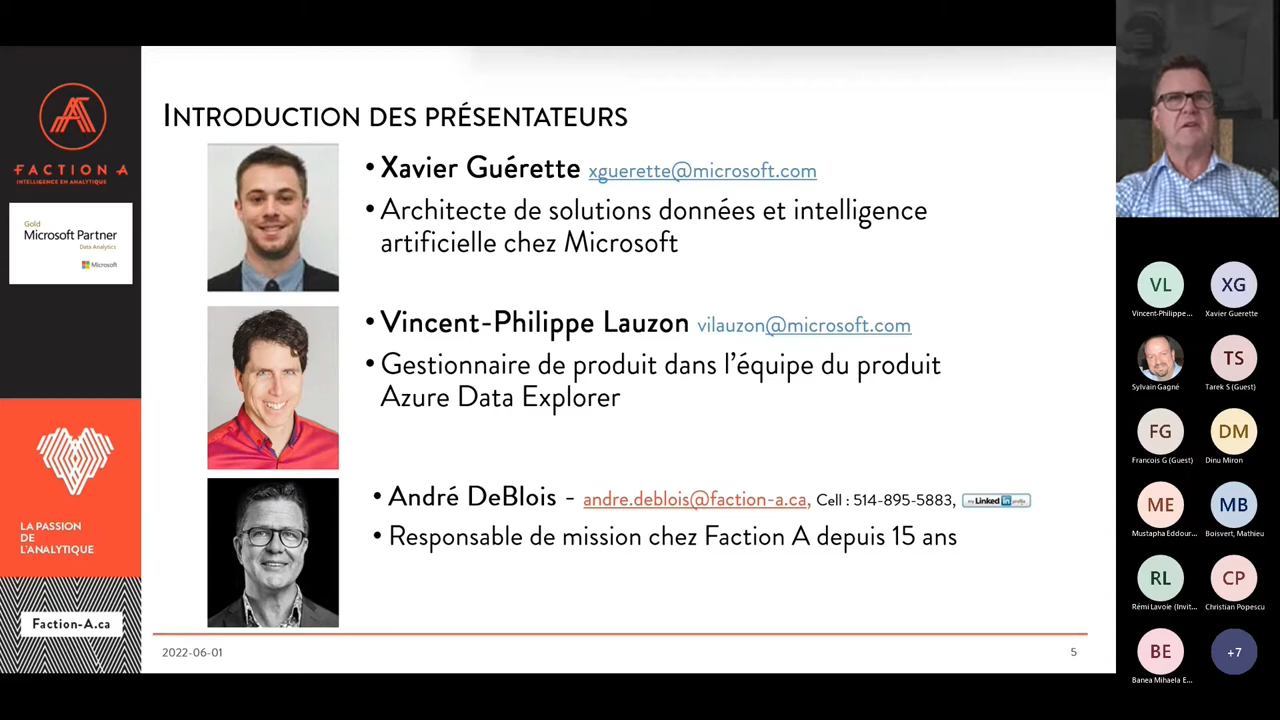 FACTION A
INTELLIGENCE EN ANALYTIQUE
Gold
Microsoft Partner
Data Analytics
Microsoft
LA PASSION
DE
L'ANALYTIQUE
Faction-A.ca
INTRODUCTION DES PRÉSENTATEURS
• Xavier Guérette xguerette@microsoft.com
• Architecte de solutions données et intelligence
artificielle chez Microsoft
• Vincent-Philippe Lauzon vilauzon@microsoft.com
• Gestionnaire de produit dans l'équipe du produit
Azure Data Explorer
• André DeBlois - andre.deblois@faction-a.ca, Cell : 514-895-5883, my LinkedIn profile
• Responsable de mission chez Faction A depuis 15 ans
2022-06-01
5
VL
Vincent-Philippe...
XG
Xavier Guerette
Sylvain Gagné
TS
Tarek S (Guest)
FG
Francois G (Guest)
DM
Dinu Miron
ME
Mustapha Eddour...
MB
Boisvert, Mathieu
RL
Rémi Lavoie (Invit...
CP
Christian Popescu
BE
Banea Mihaela E...
+7